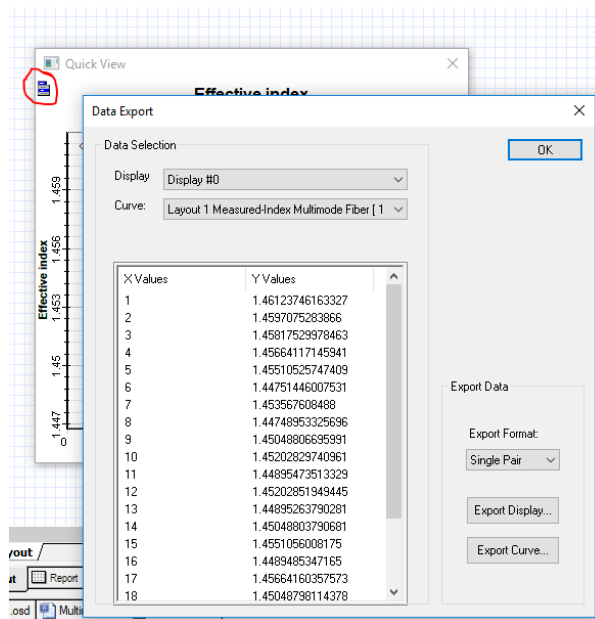 Quick View
Effective index
Data Export
Data Selection
OK
Display
Display #0
Curve:
Layout 1 Measured-Index Multimode Fiber [ 1
X Values Y Values
1 1.46123746163327
2 1.4597075283866
3 1.45817529978463
4 1.45664117145941
5 1.45510525747409
6 1.44751446007531
7 1.453567608488
8 1.44748953325696
9 1.45048806695991
10 1.45202829740961
11 1.44895473513329
12 1.45202851949445
13 1.44895263790281
14 1.45048803790681
15 1.4551056008175
16 1.4489485347165
17 1.45664160357573
18 1.45048798114378
Export Data
Export Format:
Single Pair
Export Display...
Export Curve...
Effective index
1.459
1.456
1.453
1.45
1.447
0
yout
ut
Report
.osd
Multi